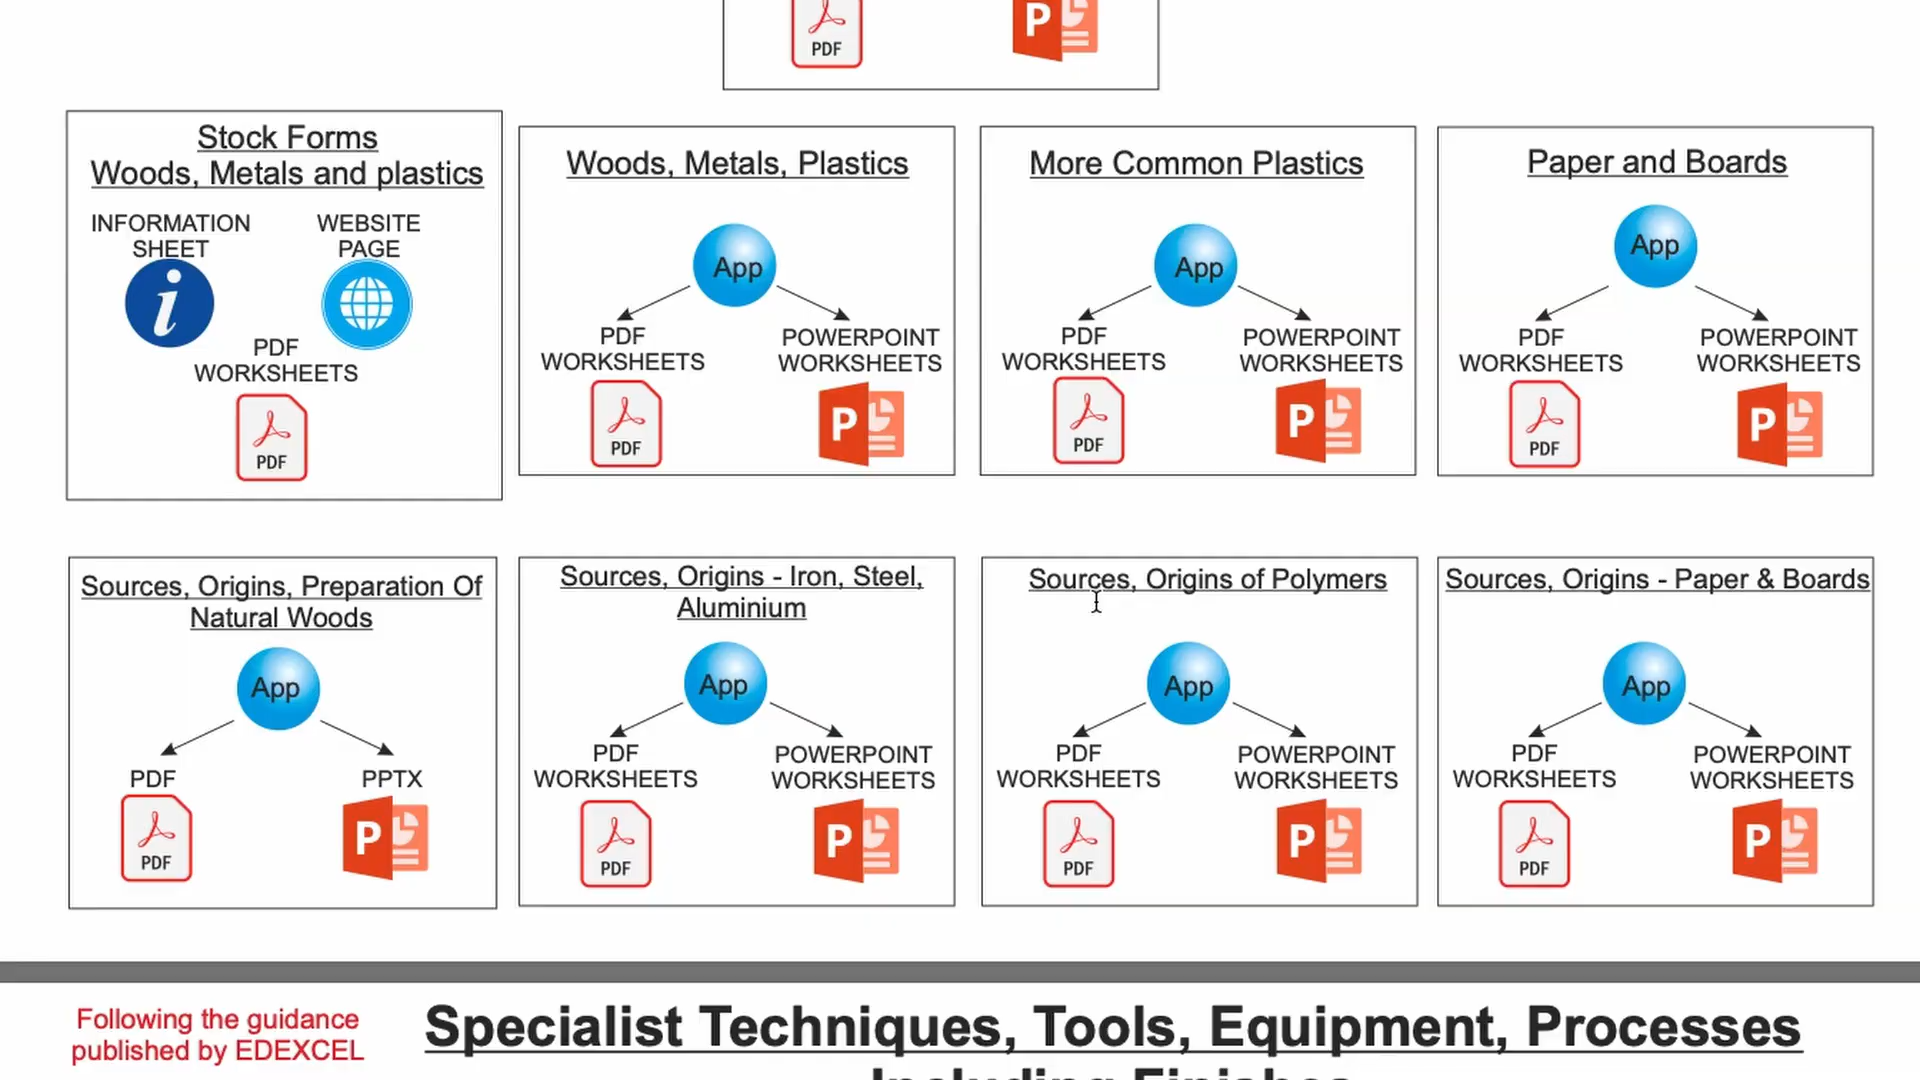 PDF
P
Stock Forms
Woods, Metals and plastics
INFORMATION
SHEET
WEBSITE
PAGE
i
PDF
WORKSHEETS
PDF
Woods, Metals, Plastics
App
PDF
WORKSHEETS
POWERPOINT
WORKSHEETS
PDF
P
More Common Plastics
App
PDF
WORKSHEETS
POWERPOINT
WORKSHEETS
PDF
P
Paper and Boards
App
PDF
WORKSHEETS
POWERPOINT
WORKSHEETS
PDF
P
Sources, Origins, Preparation Of
Natural Woods
App
PDF
PPTX
PDF
P
Sources, Origins - Iron, Steel,
Aluminium
App
PDF
WORKSHEETS
POWERPOINT
WORKSHEETS
PDF
P
Sources, Origins of Polymers
App
PDF
WORKSHEETS
POWERPOINT
WORKSHEETS
PDF
P
Sources, Origins - Paper & Boards
App
PDF
WORKSHEETS
POWERPOINT
WORKSHEETS
PDF
P
Following the guidance
published by EDEXCEL
Specialist Techniques, Tools, Equipment, Processes
Including Finishes